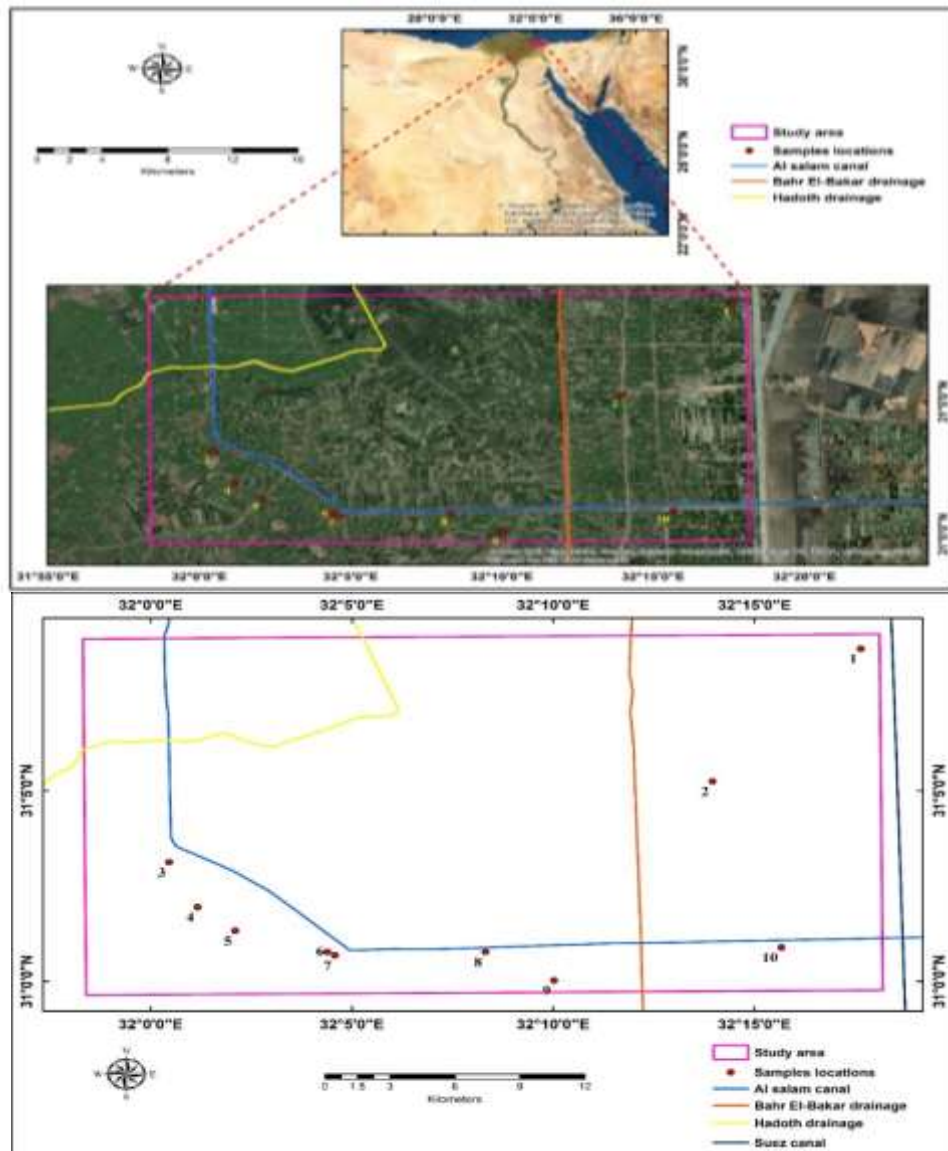 28°0'0"E 32°0'0"E 36°0'0"E
N
W E
S
0 2 4 8 12 16
Kilometers
Study area
Samples locations
Al salam canal
Bahr El-Bakar drainage
Hadoth drainage
10
31°55'0"E 32°0'0"E 32°5'0"E 32°10'0"E 32°15'0"E 32°20'0"E
32°0'0"E 32°5'0"E 32°10'0"E 32°15'0"E
1
31°5'0"N 31°5'0"N
2
3
4
5
6
7
8
9
10
31°0'0"N 31°0'0"N
32°0'0"E 32°5'0"E 32°10'0"E 32°15'0"E
N
W E
S
0 1.5 3 6 9 12
Kilometers
Study area
Samples locations
Al salam canal
Bahr El-Bakar drainage
Hadoth drainage
Suez canal